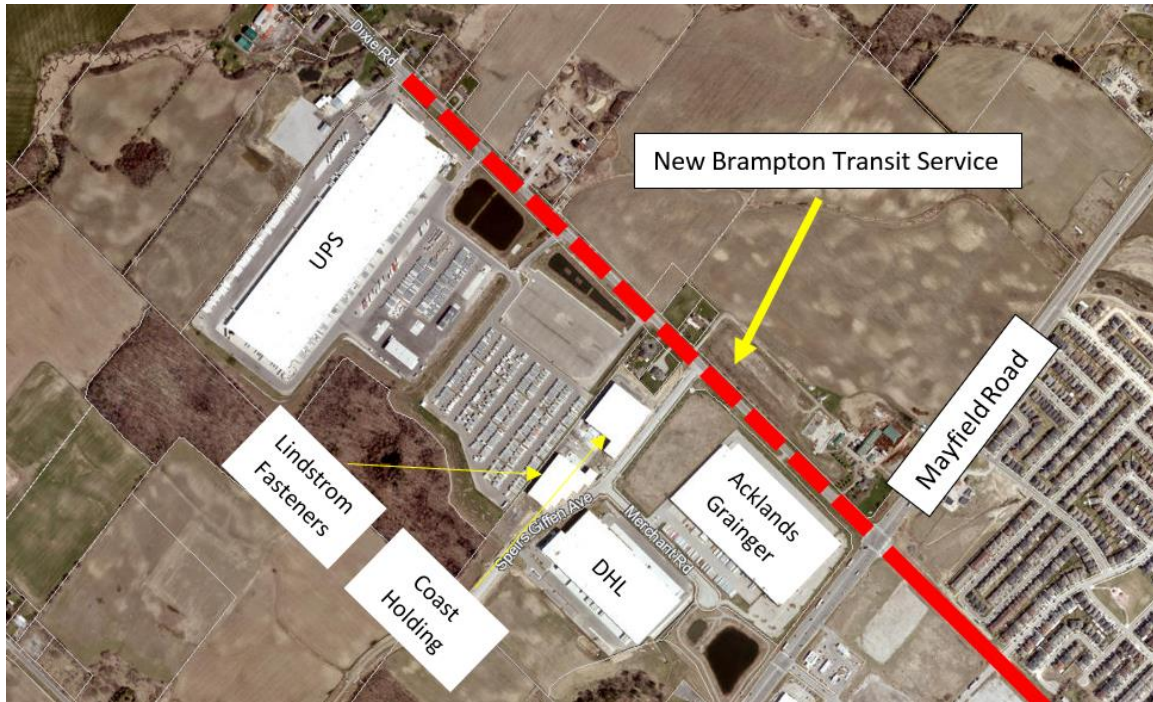 Dixie Rd
New Brampton Transit Service
UPS
Mayfield Road
Lindstrom
Fasteners
Acklands
Grainger
Speirs Giffen Ave
Merchant Rd
DHL
Coast
Holding